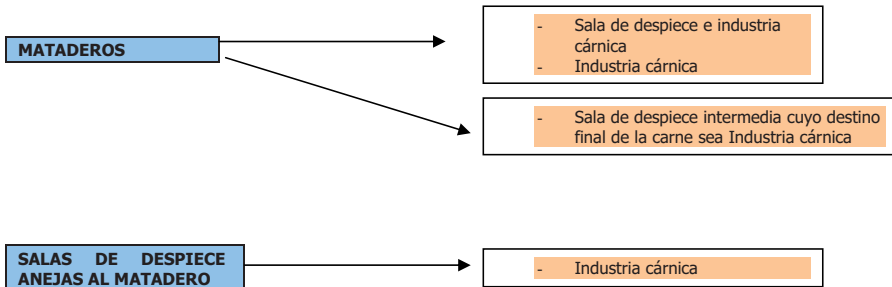 MATADEROS
- Sala de despiece e industria
cárnica
- Industria cárnica
- Sala de despiece intermedia cuyo destino
final de la carne sea Industria cárnica
SALAS DE DESPIECE
ANEJAS AL MATADERO
- Industria cárnica